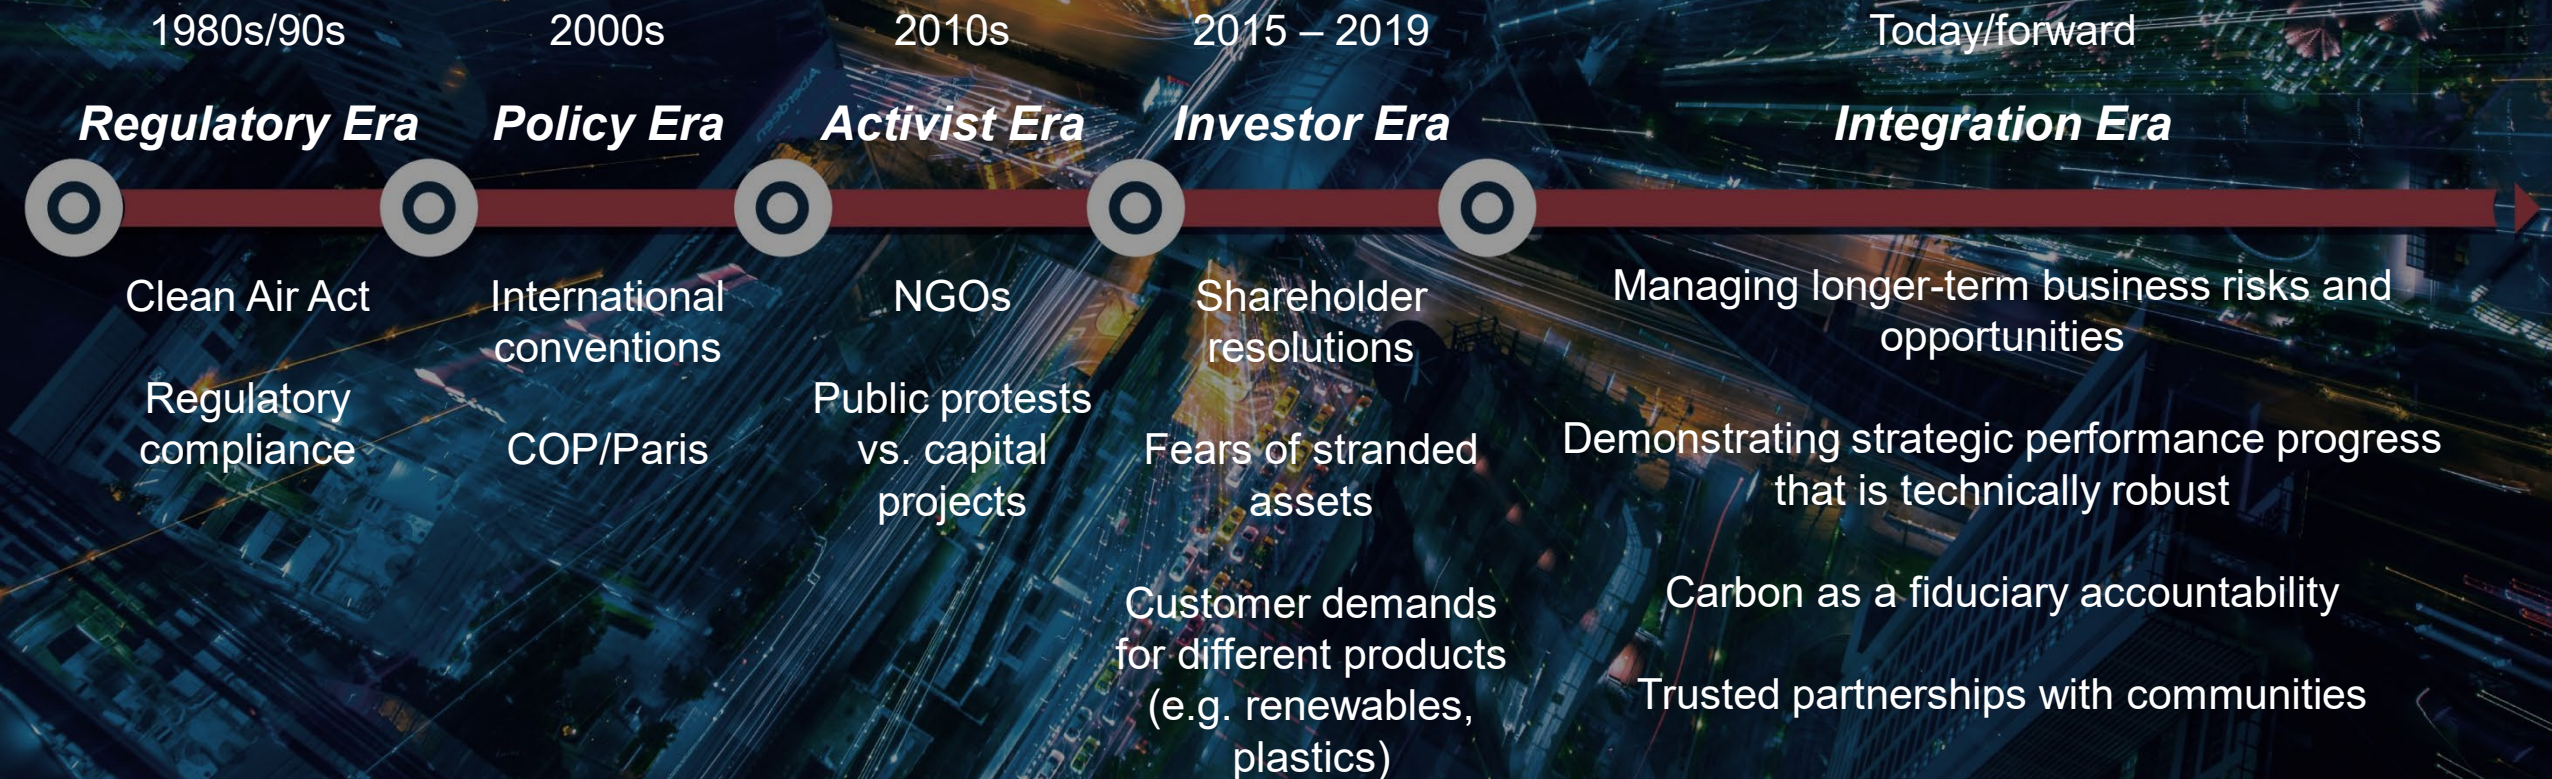 1980s/90s
Regulatory Era
Clean Air Act
Regulatory
compliance
2000s
Policy Era
International
conventions
COP/Paris
2010s
Activist Era
NGOs
Public protests
vs. capital
projects
2015 – 2019
Investor Era
Shareholder
resolutions
Fears of stranded
assets
Customer demands
for different products
(e.g. renewables,
plastics)
Today/forward
Integration Era
Managing longer-term business risks and
opportunities
Demonstrating strategic performance progress
that is technically robust
Carbon as a fiduciary accountability
Trusted partnerships with communities